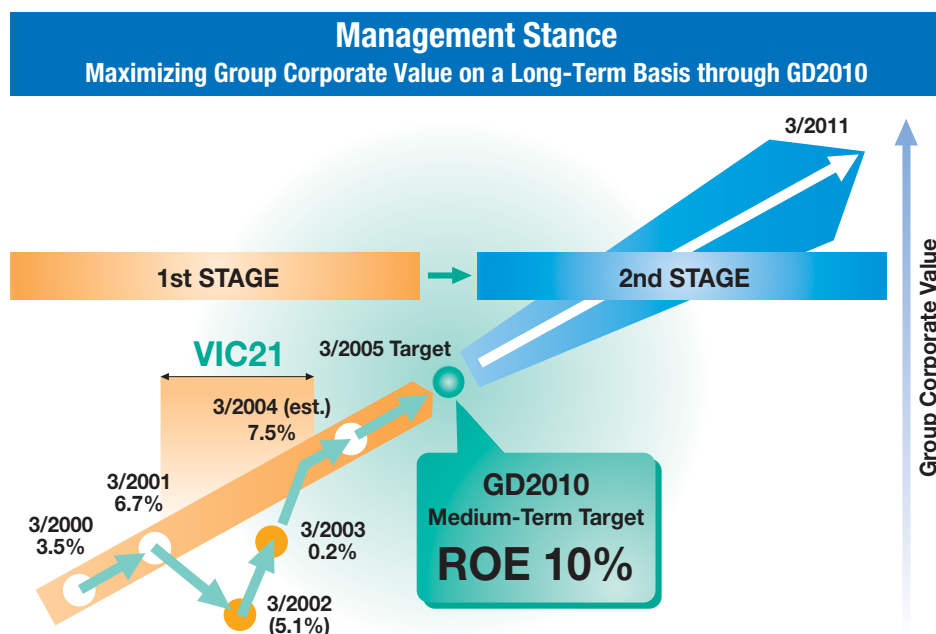 Management Stance
Maximizing Group Corporate Value on a Long-Term Basis through GD2010
3/2011
1st STAGE
2nd STAGE
Group Corporate Value
VIC21
3/2005 Target
3/2004 (est.)
7.5%
3/2001
6.7%
3/2000
3.5%
3/2003
0.2%
3/2002
(5.1%)
GD2010
Medium-Term Target
ROE 10%